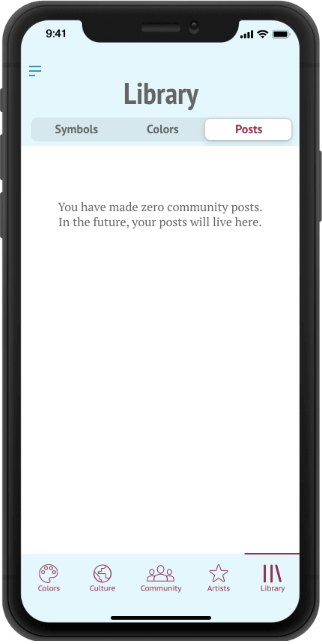 9:41
Library
Symbols Colors Posts
You have made zero community posts.
In the future, your posts will live here.
Colors Culture Community Artists Library